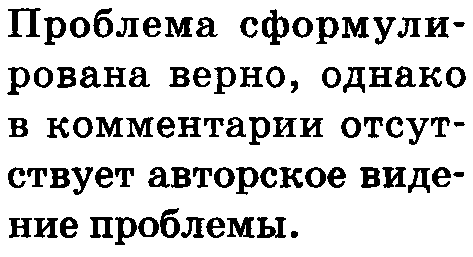 Проблема сформули-
рована верно, однако
в комментарии отсут-
ствует авторское виде-
ние проблемы.